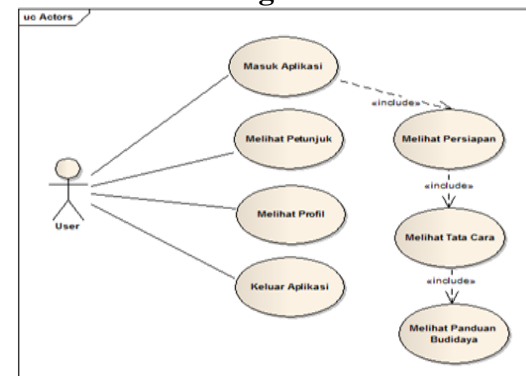 uc Actors
Masuk Aplikasi
«include»
Melihat Petunjuk
Melihat Persiapan
«include»
User
Melihat Profil
Melihat Tata Cara
«include»
Keluar Aplikasi
Melihat Panduan
Budidaya